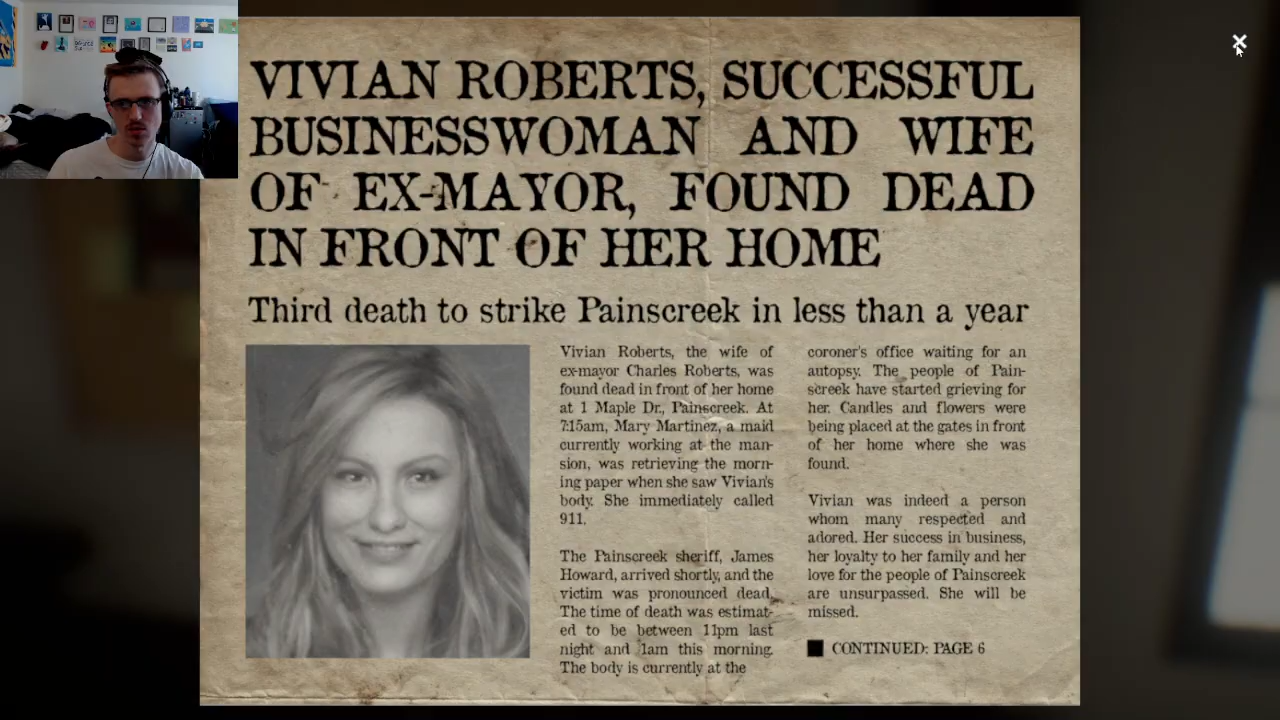 VIVIAN ROBERTS, SUCCESSFUL
BUSINESSWOMAN AND WIFE
OF EX-MAYOR, FOUND DEAD
IN FRONT OF HER HOME
Third death to strike Painscreek in less than a year
Vivian Roberts, the wife of
ex-mayor Charles Roberts, was
found dead in front of her home
at 1 Maple Dr., Painscreek. At
7:15am, Mary Martinez, a maid
currently working at the man-
sion, was retrieving the morn-
ing paper when she saw Vivian's
body. She immediately called
911.
The Painscreek sheriff, James
Howard, arrived shortly, and the
victim was pronounced dead.
The time of death was estimat-
ed to be between 11pm last
night and 1am this morning.
The body is currently at the
coroner's office waiting for an
autopsy. The people of Pain-
screek have started grieving for
her. Candles and flowers were
being placed at the gates in front
of her home where she was
found.
Vivian was indeed a person
whom many respected and
adored. Her success in business,
her loyalty to her family and her
love for the people of Painscreek
are unsurpassed. She will be
missed.
CONTINUED: PAGE 6